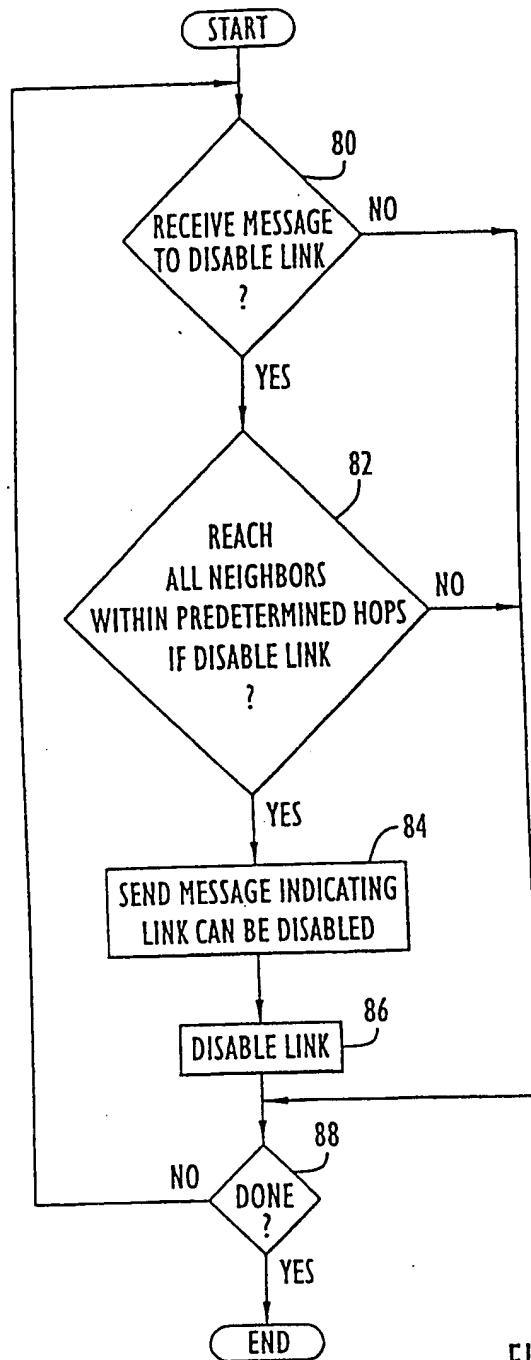 START
80
RECEIVE MESSAGE
TO DISABLE LINK
?
NO
YES
82
REACH
ALL NEIGHBORS
WITHIN PREDETERMINED HOPS
IF DISABLE LINK
?
NO
YES
84
SEND MESSAGE INDICATING
LINK CAN BE DISABLED
86
DISABLE LINK
88
NO
DONE
?
YES
END